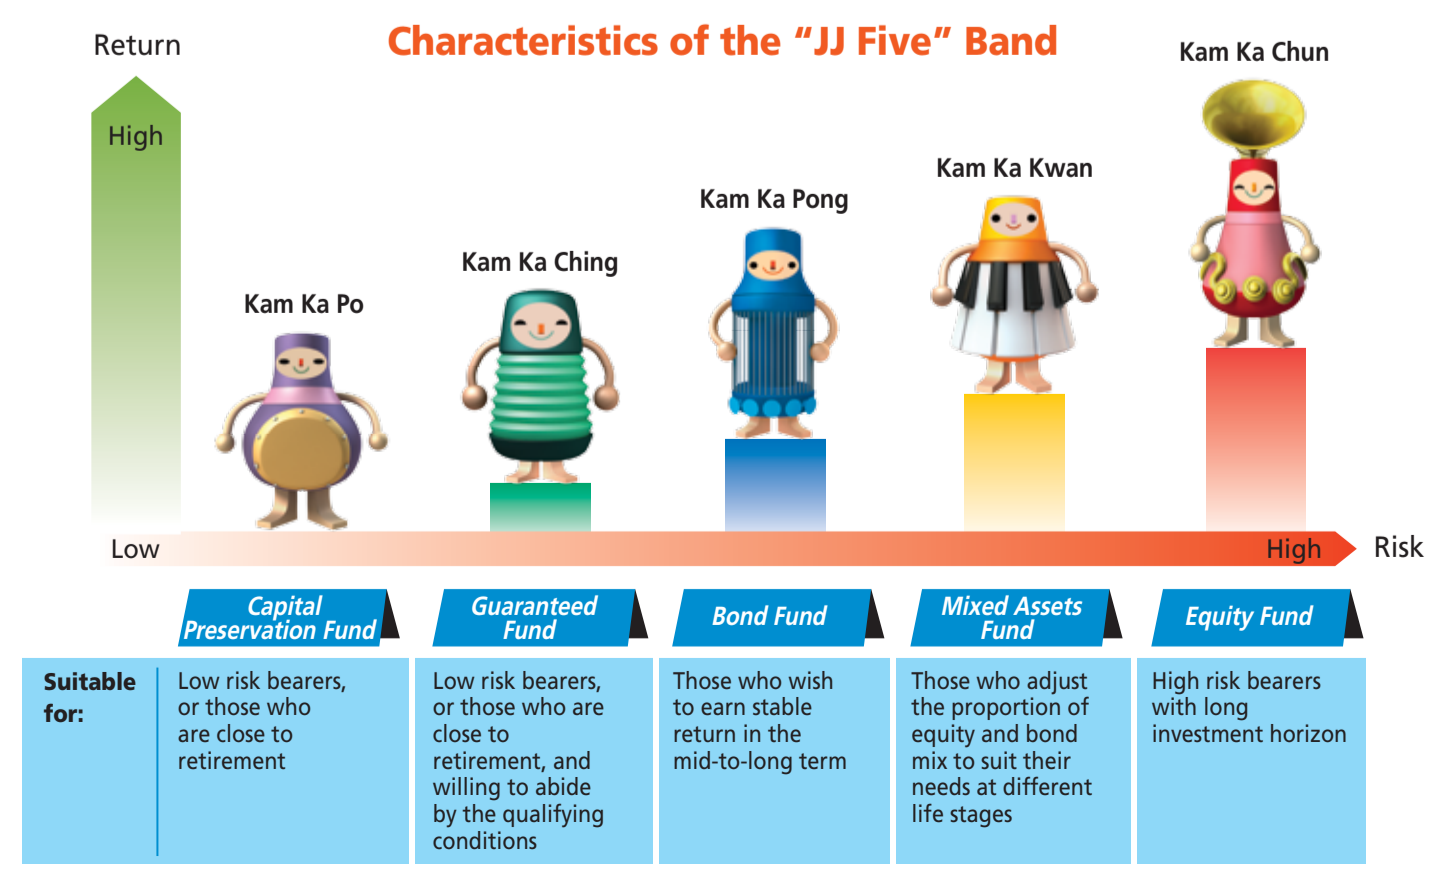 Characteristics of the “JJ Five” Band
Return
High
Kam Ka Po
Kam Ka Ching
Kam Ka Pong
Kam Ka Kwan
Kam Ka Chun
Low
High
Risk
Capital
Preservation Fund
Guaranteed
Fund
Bond Fund
Mixed Assets
Fund
Equity Fund
Suitable
for:
Low risk bearers,
or those who
are close to
retirement
Low risk bearers,
or those who are
close to
retirement, and
willing to abide
by the qualifying
conditions
Those who wish
to earn stable
return in the
mid-to-long term
Those who adjust
the proportion of
equity and bond
mix to suit their
needs at different
life stages
High risk bearers
with long
investment horizon